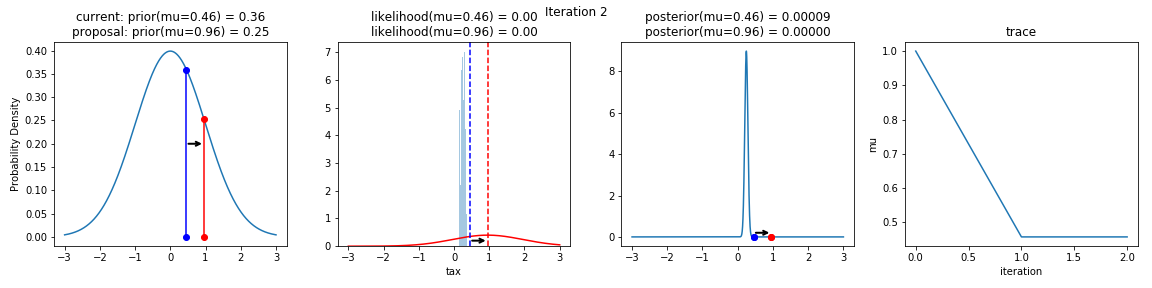 Iteration 2
current: prior(mu=0.46) = 0.36
proposal: prior(mu=0.96) = 0.25
0.40
0.35
0.30
0.25
0.20
0.15
0.10
0.05
0.00
Probability Density
−3 −2 −1 0 1 2 3
likelihood(mu=0.46) = 0.00
likelihood(mu=0.96) = 0.00
7
6
5
4
3
2
1
0
−3 −2 −1 0 1 2 3
tax
posterior(mu=0.46) = 0.00009
posterior(mu=0.96) = 0.00000
8
6
4
2
0
−3 −2 −1 0 1 2 3
trace
1.0
0.9
0.8
0.7
0.6
0.5
mu
0.0 0.5 1.0 1.5 2.0
iteration